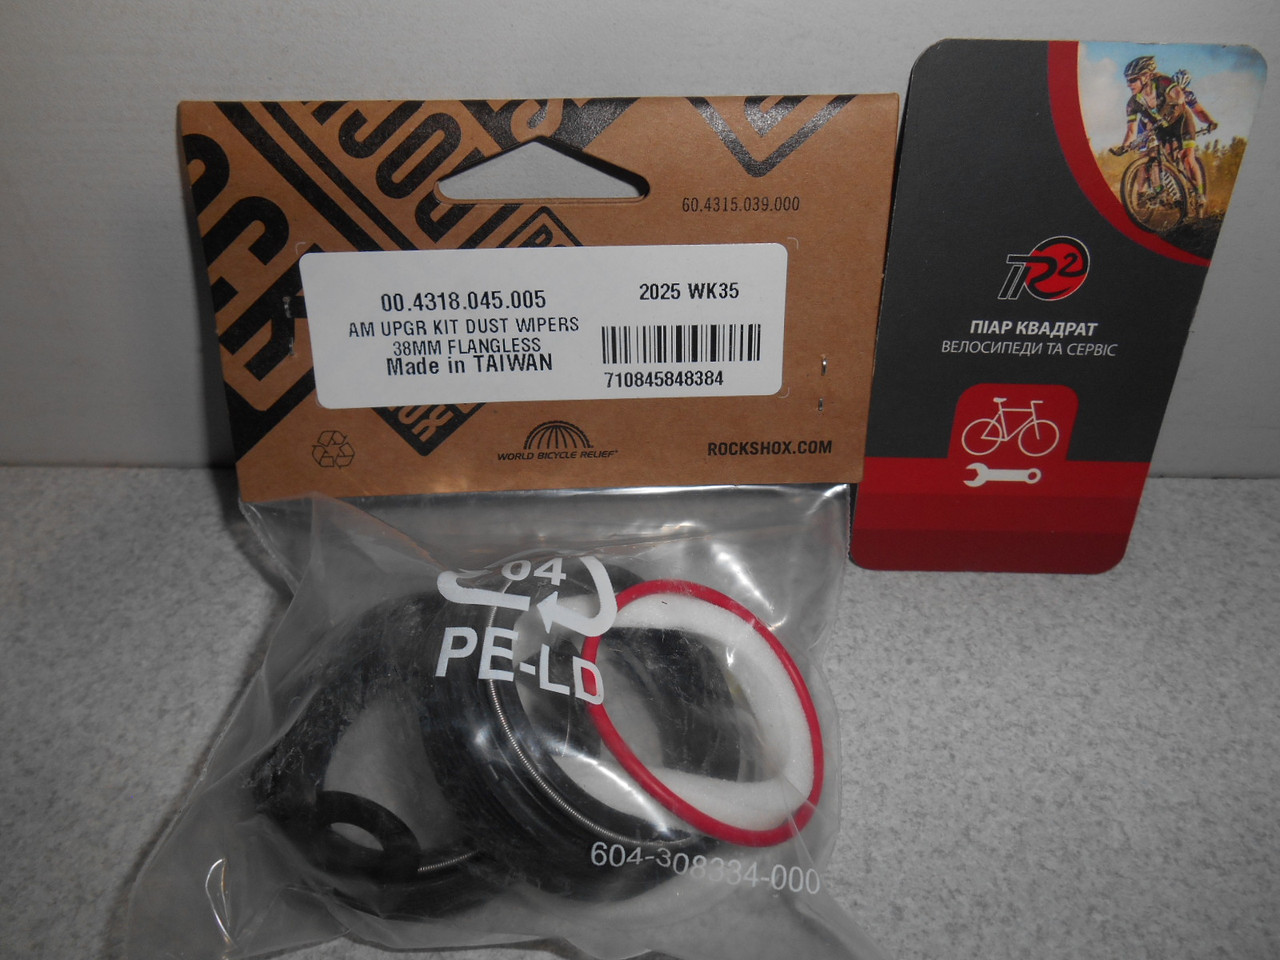 60.4315.039.000
00.4318.045.005
2025 WK35
AM UPGR KIT DUST WIPERS
38MM FLANGLESS
Made in TAIWAN
710845848384
WORLD BICYCLE RELIEF
ROCKSHOX.COM
R2
ПІАР КВАДРАТ
ВЕЛОСИПЕДИ ТА СЕРВІС
04
PE-LD
604-308334-000